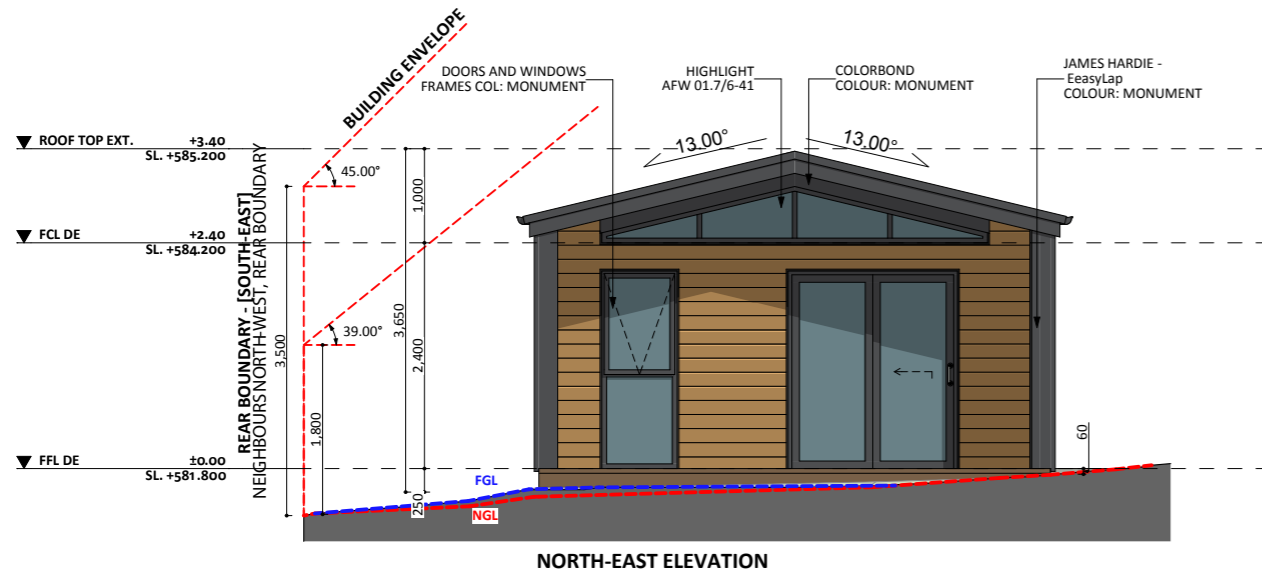 BUILDING ENVELOPE
DOORS AND WINDOWS
FRAMES COL: MONUMENT
HIGHLIGHT
AFW 01.7/6-41
COLORBOND
COLOUR: MONUMENT
JAMES HARDIE -
EeasyLap
COLOUR: MONUMENT
ROOF TOP EXT. +3.40
SL. +585.200
13.00°
13.00°
45.00°
1,000
FCL DE +2.40
SL. +584.200
REAR BOUNDARY - [SOUTH-EAST]
NEIGHBOURS NORTH-WEST, REAR BOUNDARY
39.00°
3,500
3,650
2,400
1,800
60
FFL DE ±0.00
SL. +581.800
FGL
250
NGL
NORTH-EAST ELEVATION